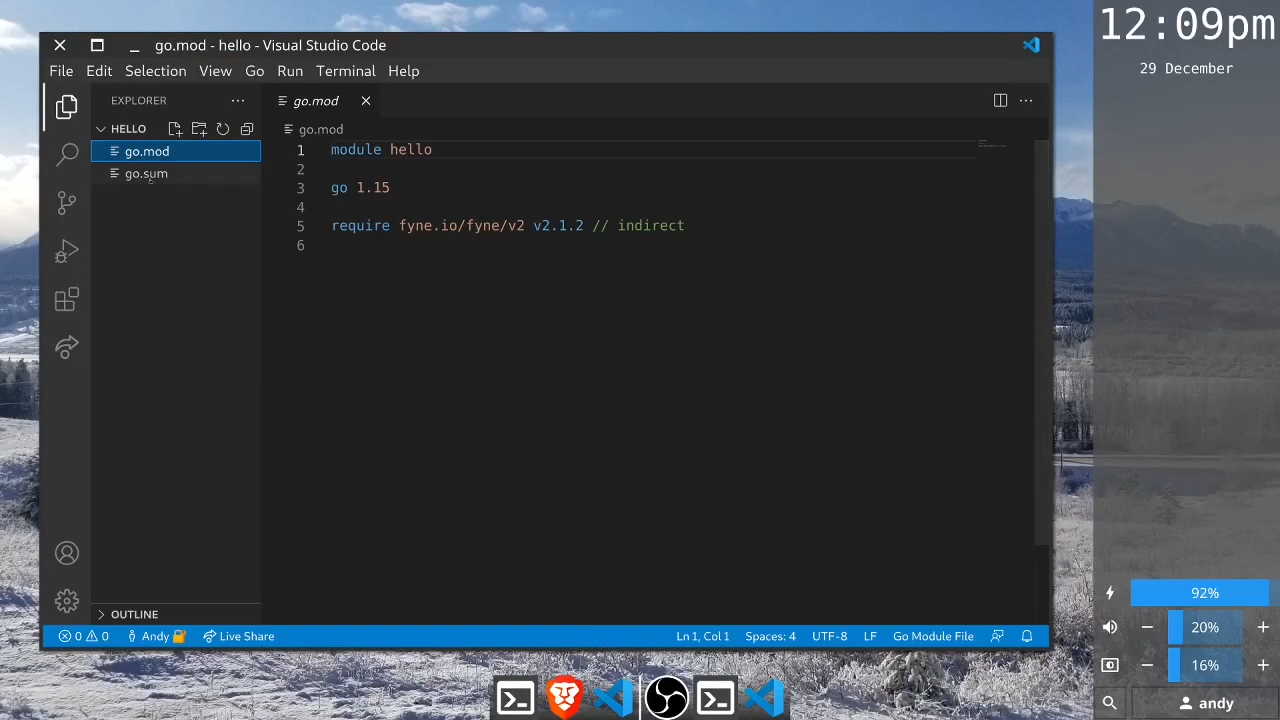 12:09pm
29 December
go.mod - hello - Visual Studio Code
File Edit Selection View Go Run Terminal Help
EXPLORER
go.mod
HELLO
go.mod
go.sum
go.mod
1 module hello
2
3 go 1.15
4
5 require fyne.io/fyne/v2 v2.1.2 // indirect
6
OUTLINE
0 0 Andy Live Share Ln 1, Col 1 Spaces: 4 UTF-8 LF Go Module File
92%
20%
16%
andy